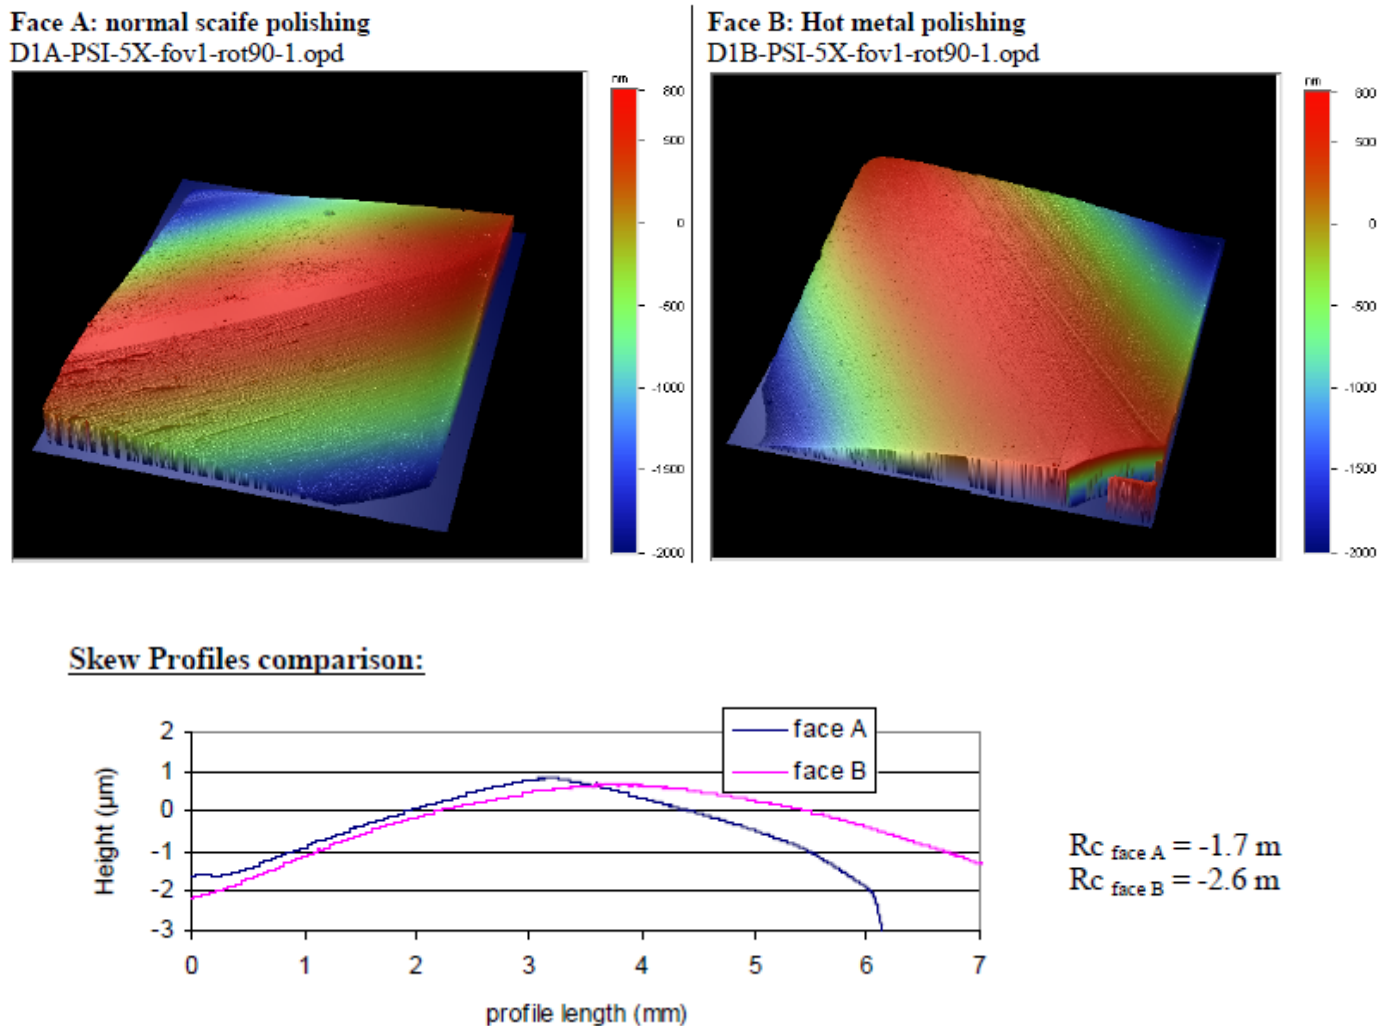 Face A: normal scaife polishing
D1A-PSI-5X-fov1-rot90-1.opd
nm
800
500
0
-500
-1000
-1500
-2000
Face B: Hot metal polishing
D1B-PSI-5X-fov1-rot90-1.opd
nm
800
500
0
-500
-1000
-1500
-2000
Skew Profiles comparison:
face A
face B
Height (µm)
2
1
0
-1
-2
-3
0 1 2 3 4 5 6 7
profile length (mm)
Rc face A = -1.7 m
Rc face B = -2.6 m